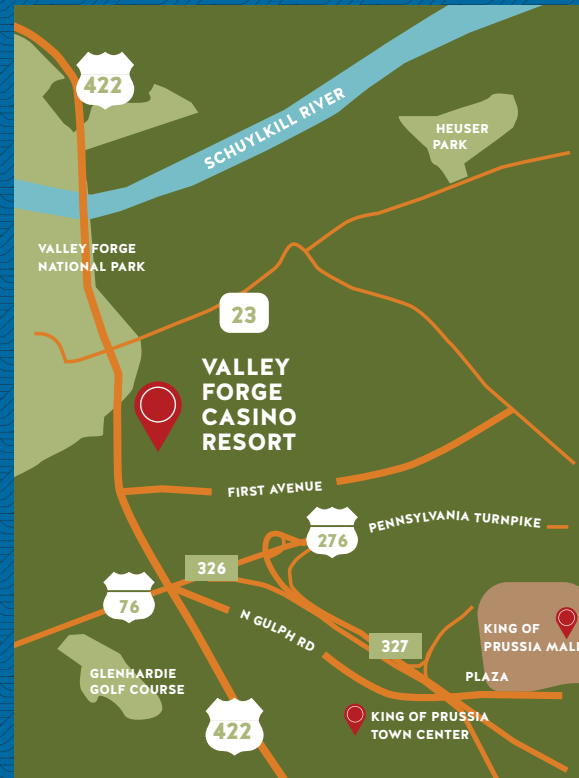 422
SCHUYLKILL RIVER
HEUSER
PARK
VALLEY FORGE
NATIONAL PARK
23
VALLEY
FORGE
CASINO
RESORT
FIRST AVENUE
276
PENNSYLVANIA TURNPIKE
326
76
N GULPH RD
327
KING OF
PRUSSIA MALL
PLAZA
GLENHARDIE
GOLF COURSE
422
KING OF PRUSSIA
TOWN CENTER